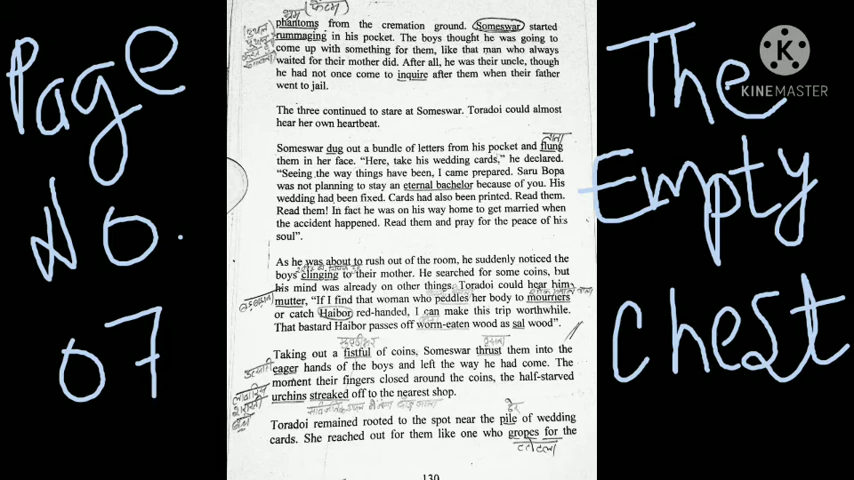 Page
No.
07
The
Empty
Chest
KINEMASTER
phantoms from the cremation ground. Someswar started
rummaging in his pocket. The boys thought he was going to
come up with something for them, like that man who always
waited for their mother did. After all, he was their uncle, though
he had not once come to inquire after them when their father
went to jail.
The three continued to stare at Someswar. Toradoi could almost
hear her own heartbeat.
Someswar dug out a bundle of letters from his pocket and flung
them in her face. “Here, take his wedding cards,” he declared.
“Seeing the way things have been, I came prepared. Saru Bopa
was not planning to stay an eternal bachelor because of you. His
wedding had been fixed. Cards had also been printed. Read them.
Read them! In fact he was on his way home to get married when
the accident happened. Read them and pray for the peace of his
soul”.
As he was about to rush out of the room, he suddenly noticed the
boys clinging to their mother. He searched for some coins, but
his mind was already on other things. Toradoi could hear him
mutter, “If I find that woman who peddles her body to mourners
or catch Haibor red-handed, I can make this trip worthwhile.
That bastard Haibor passes off worm-eaten wood as sal wood”.
Taking out a fistful of coins, Someswar thrust them into the
eager hands of the boys and left the way he had come. The
moment their fingers closed around the coins, the half-starved
urchins streaked off to the nearest shop.
ढेर
Toradoi remained rooted to the spot near the pile of wedding
cards. She reached out for them like one who gropes for the
130